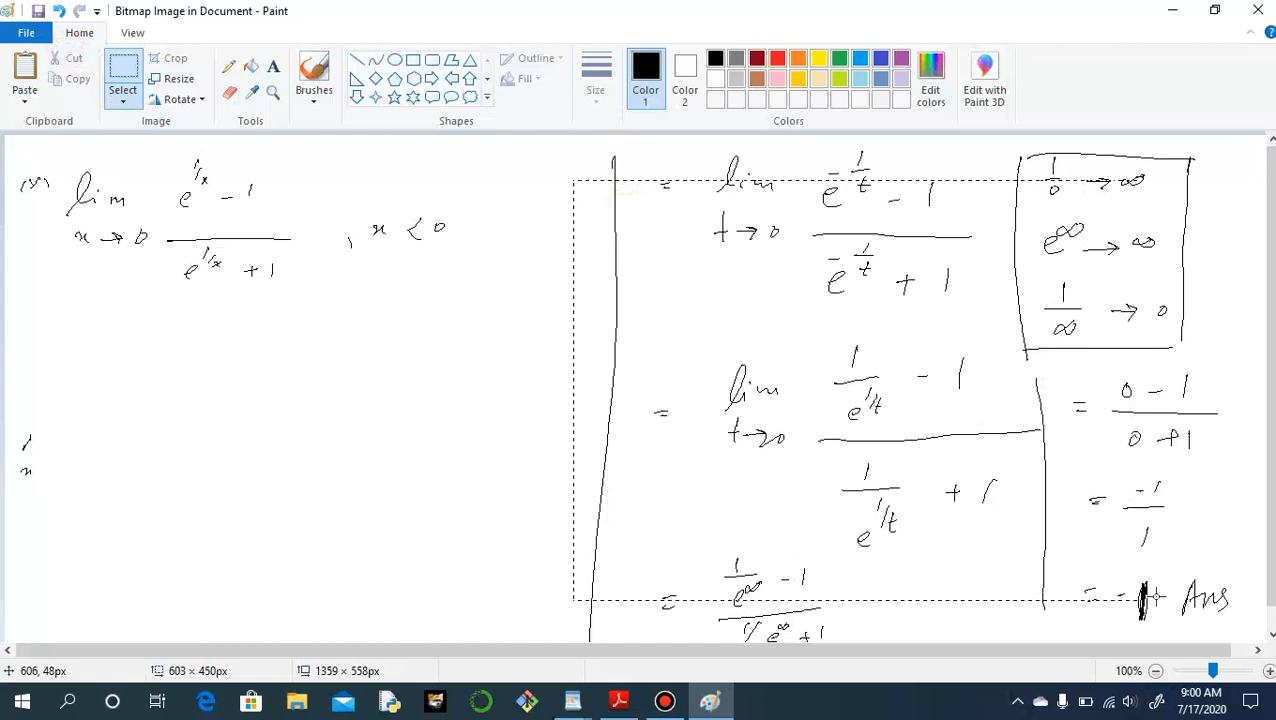 Bitmap Image in Document - Paint
File Home View
Paste Cut Copy Clipboard
Select Crop Resize Rotate Image
Tools
Brushes
Outline Fill Shapes
Size
Color 1 Color 2 Edit colors Colors
Edit with Paint 3D
lim x→0 (e^1/x - 1)/(e^1/x + 1) , x < 0
= lim t→0 (e^-1/t - 1)/(e^-1/t + 1)
1/0 → ∞
e^∞ → ∞
1/∞ → 0
= lim t→0 (1/e^1/t - 1)/(1/e^1/t + 1)
= (1/e^∞ - 1)/(1/e^∞ + 1)
= (0 - 1)/(0 + 1)
= -1/1
= -1 Ans
606, 48px 603 × 450px 1359 × 558px 100%
9:00 AM
7/17/2020